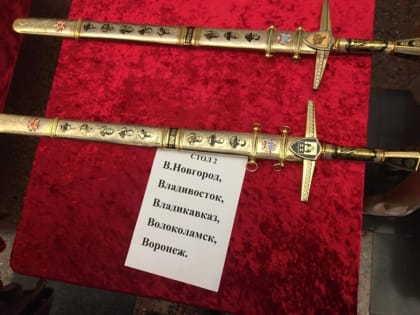 СТОЛ 2
В.Новгород,
Владивосток,
Владикавказ,
Волоколамск,
Воронеж.